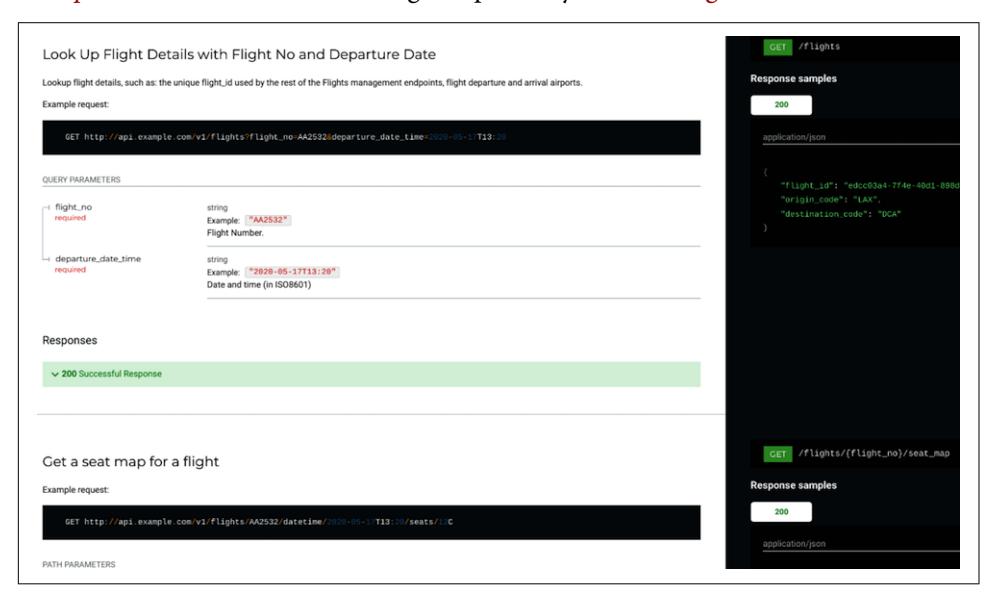 Look Up Flight Details with Flight No and Departure Date
Lookup flight details, such as: the unique flight_id used by the rest of the Flights management endpoints, flight departure and arrival airports.
Example request:
GET http://api.example.com/v1/flights?flight_no=AA2532&departure_date_time=2020-05-17T13:20
QUERY PARAMETERS
flight_no
required
string
Example: "AA2532"
Flight Number.
departure_date_time
required
string
Example: "2020-05-17T13:20"
Date and time (in ISO8601)
Responses
200 Successful Response
GET /flights
Response samples
200
application/json
{
"flight_id": "edcc03a4-7f4e-40d1-898d
"origin_code": "LAX",
"destination_code": "DCA"
}
Get a seat map for a flight
Example request:
GET http://api.example.com/v1/flights/AA2532/datetime/2020-05-17T13:20/seats/12C
PATH PARAMETERS
GET /flights/{flight_no}/seat_map
Response samples
200
application/json